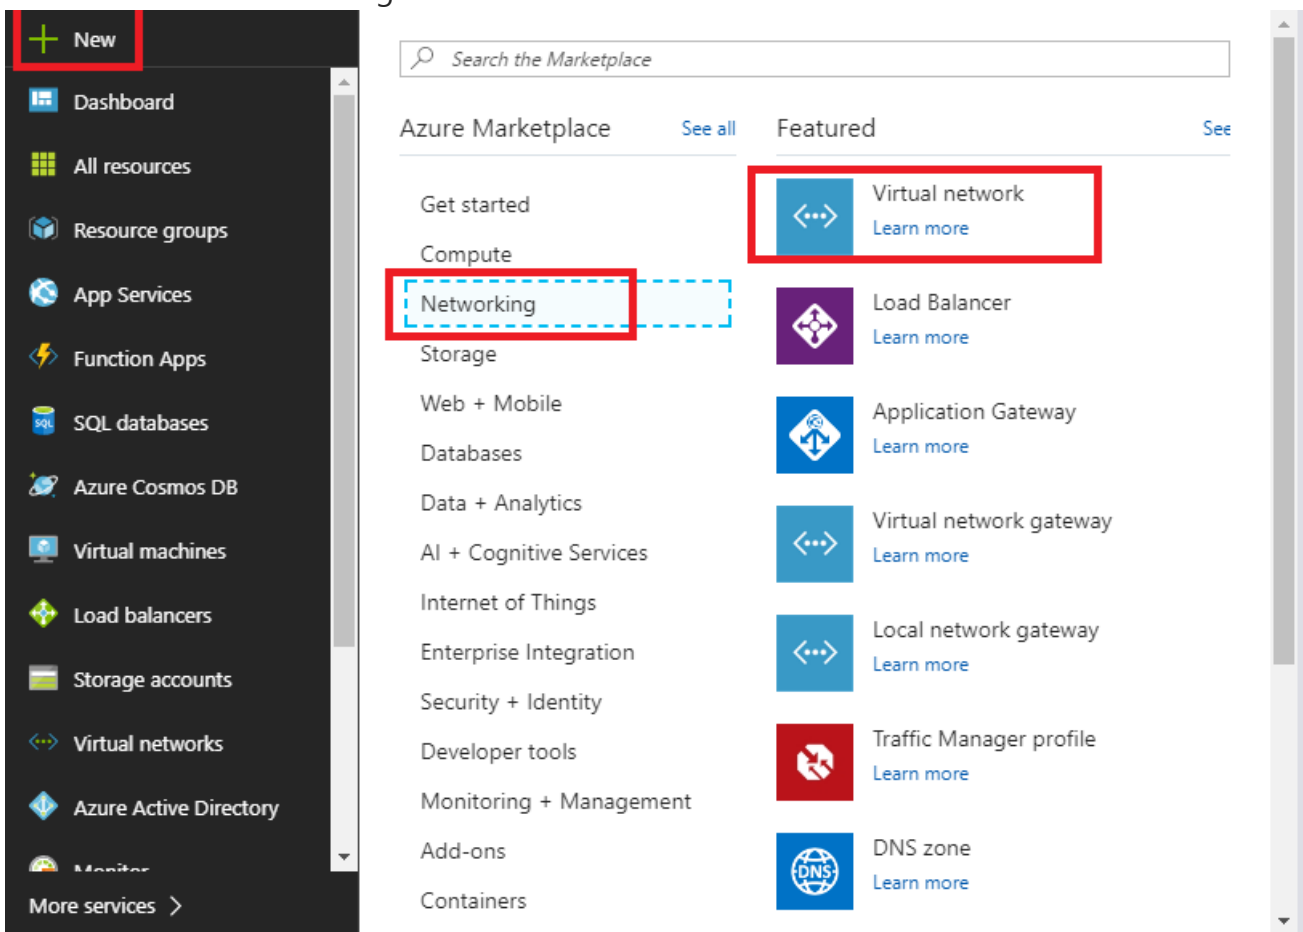 New
Dashboard
All resources
Resource groups
App Services
Function Apps
SQL
SQL databases
Azure Cosmos DB
Virtual machines
Load balancers
Storage accounts
Virtual networks
Azure Active Directory
Monitor
More services
Search the Marketplace
Azure Marketplace See all
Get started
Compute
Networking
Storage
Web + Mobile
Databases
Data + Analytics
AI + Cognitive Services
Internet of Things
Enterprise Integration
Security + Identity
Developer tools
Monitoring + Management
Add-ons
Containers
Featured See
Virtual network
Learn more
Load Balancer
Learn more
Application Gateway
Learn more
Virtual network gateway
Learn more
Local network gateway
Learn more
Traffic Manager profile
Learn more
DNS
DNS zone
Learn more